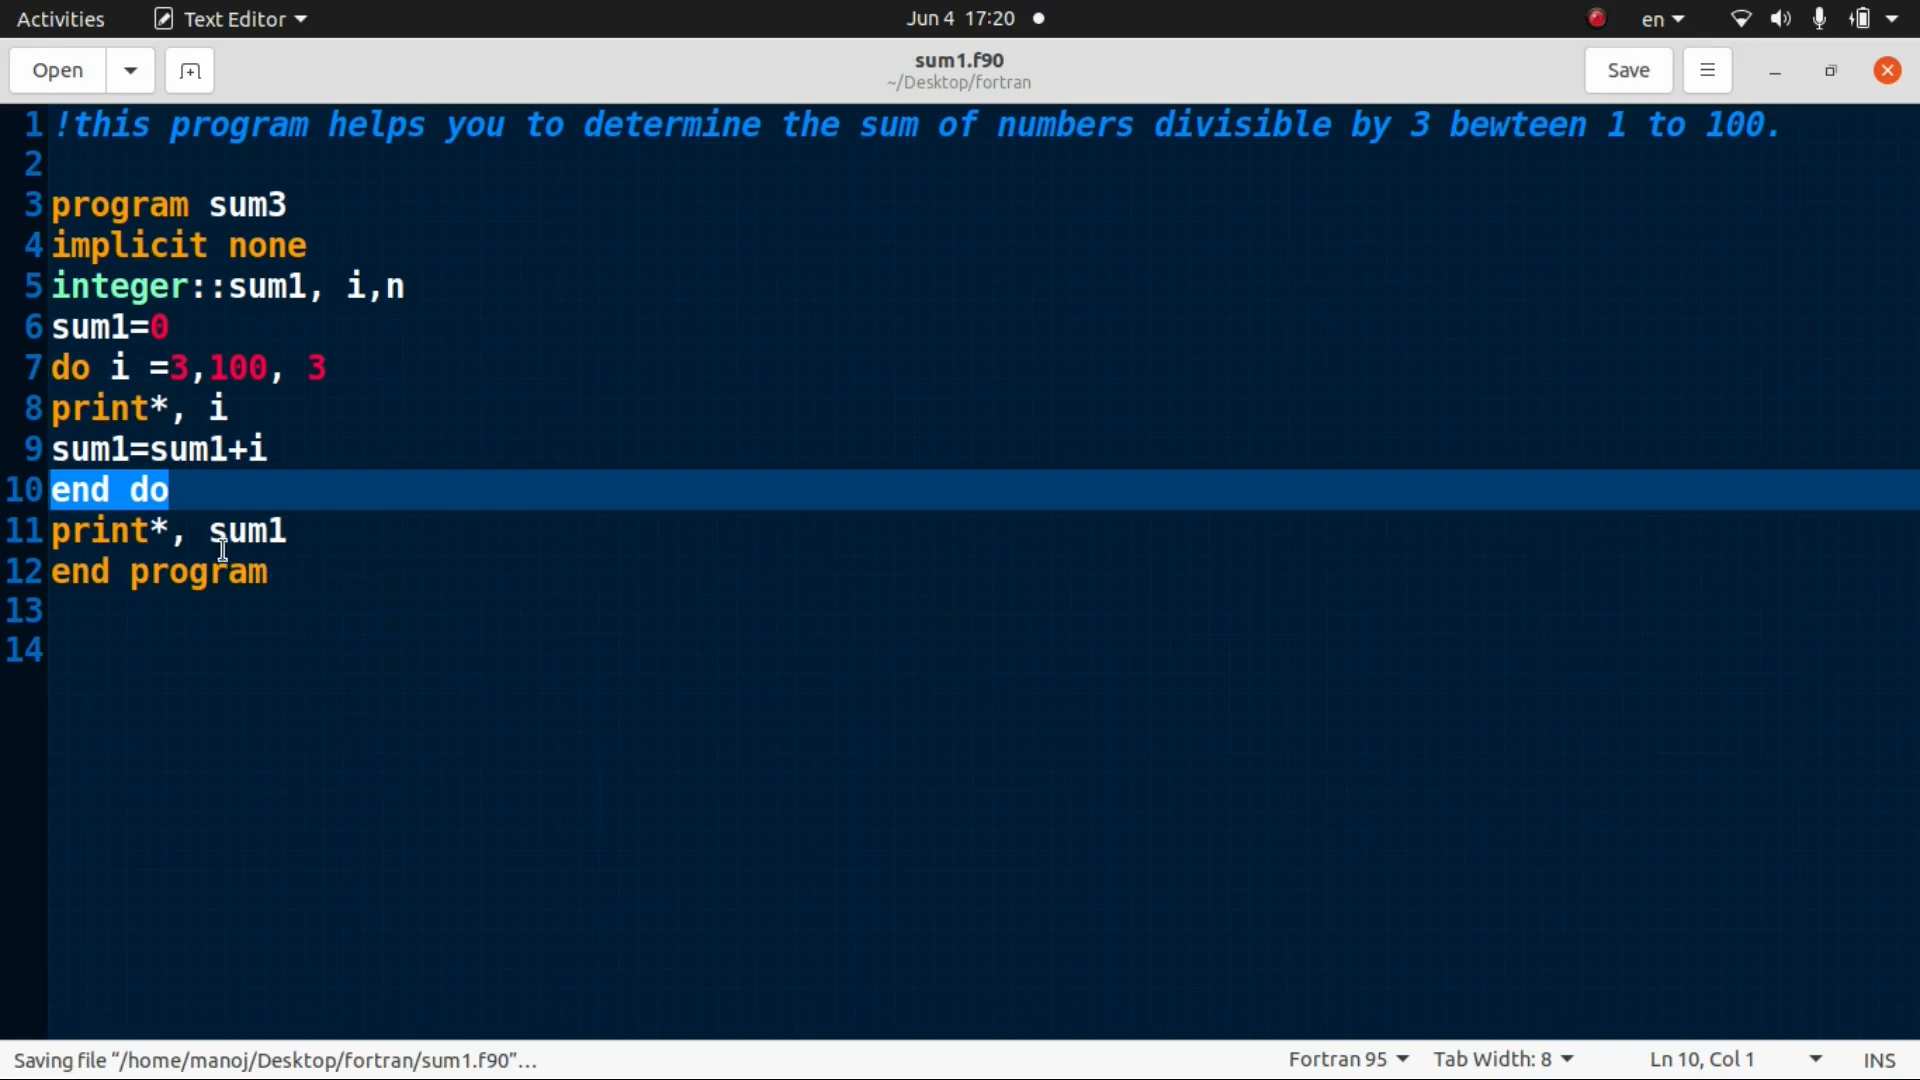 Activities Text Editor Jun 4 17:20 en
Open sum1.f90 Save
~/Desktop/fortran
1 !this program helps you to determine the sum of numbers divisible by 3 bewteen 1 to 100.
2
3 program sum3
4 implicit none
5 integer::sum1, i,n
6 sum1=0
7 do i =3,100, 3
8 print*, i
9 sum1=sum1+i
10 end do
11 print*, sum1
12 end program
13
14
Saving file “/home/manoj/Desktop/fortran/sum1.f90”… Fortran 95 Tab Width: 8 Ln 10, Col 1 INS